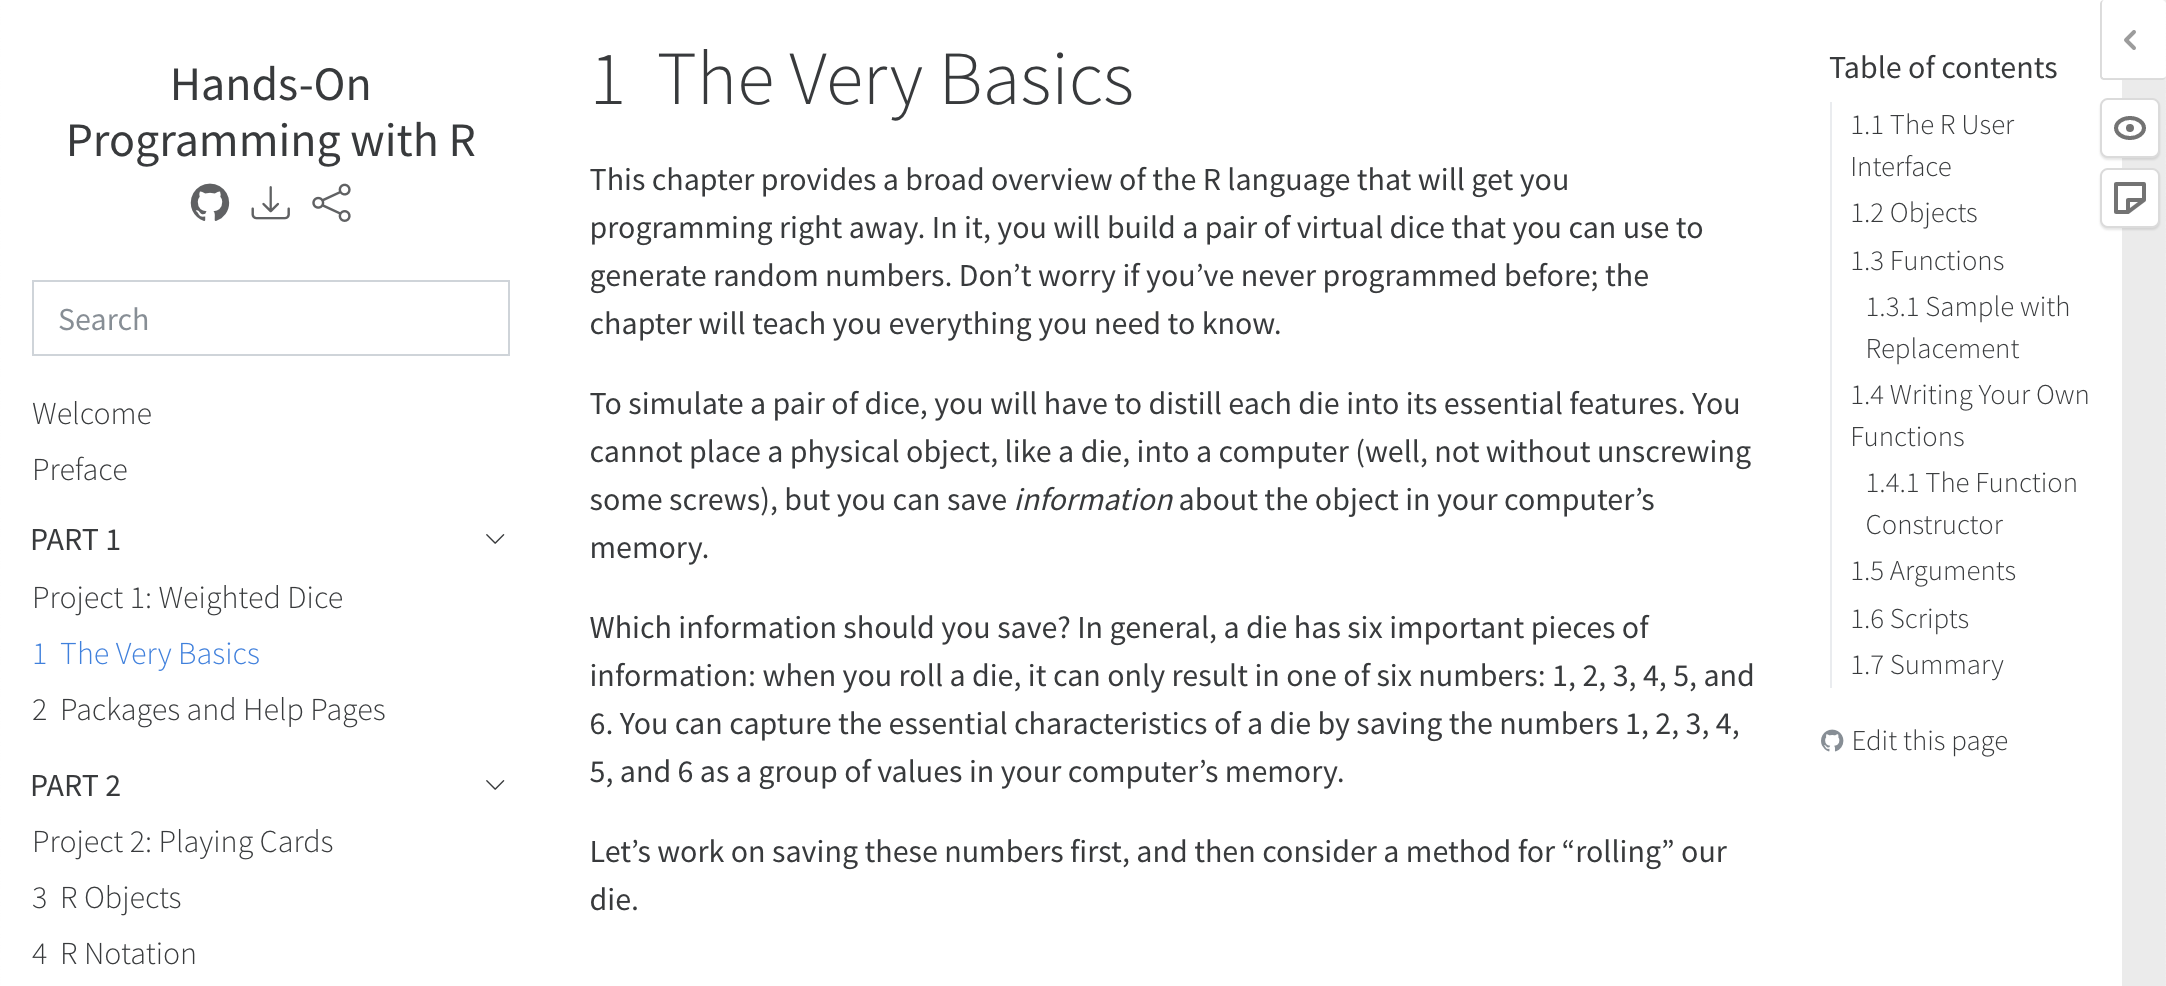 Hands-On
Programming with R
Search
Welcome
Preface
PART 1
Project 1: Weighted Dice
1 The Very Basics
2 Packages and Help Pages
PART 2
Project 2: Playing Cards
3 R Objects
4 R Notation
1 The Very Basics
This chapter provides a broad overview of the R language that will get you
programming right away. In it, you will build a pair of virtual dice that you can use to
generate random numbers. Don’t worry if you’ve never programmed before; the
chapter will teach you everything you need to know.
To simulate a pair of dice, you will have to distill each die into its essential features. You
cannot place a physical object, like a die, into a computer (well, not without unscrewing
some screws), but you can save information about the object in your computer’s
memory.
Which information should you save? In general, a die has six important pieces of
information: when you roll a die, it can only result in one of six numbers: 1, 2, 3, 4, 5, and
6. You can capture the essential characteristics of a die by saving the numbers 1, 2, 3, 4,
5, and 6 as a group of values in your computer’s memory.
Let’s work on saving these numbers first, and then consider a method for “rolling” our
die.
Table of contents
1.1 The R User
Interface
1.2 Objects
1.3 Functions
1.3.1 Sample with
Replacement
1.4 Writing Your Own
Functions
1.4.1 The Function
Constructor
1.5 Arguments
1.6 Scripts
1.7 Summary
Edit this page